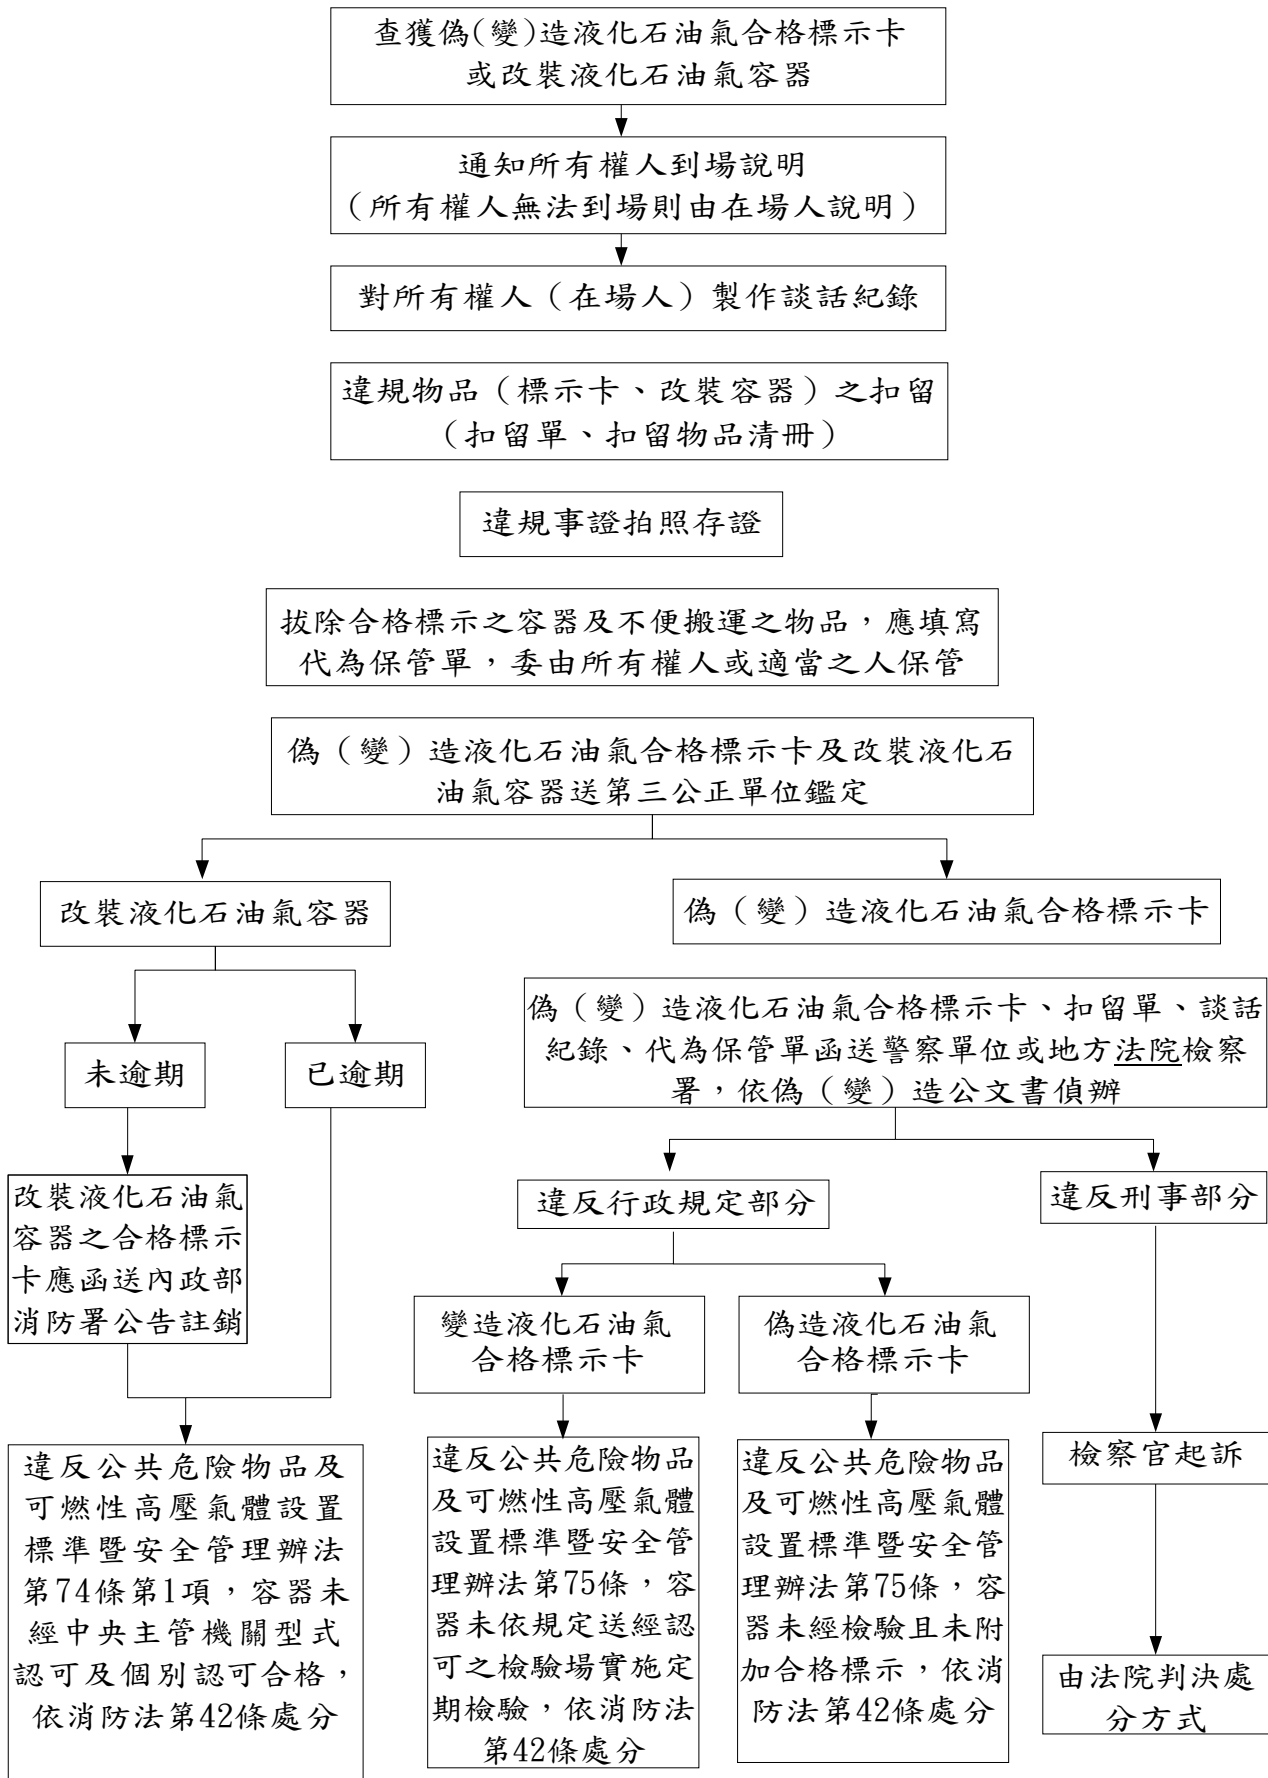 查獲偽(變)造液化石油氣合格標示卡
或改裝液化石油氣容器
通知所有權人到場說明
（所有權人無法到場則由在場人說明）
對所有權人（在場人）製作談話紀錄
違規物品（標示卡、改裝容器）之扣留
（扣留單、扣留物品清冊）
違規事證拍照存證
拔除合格標示之容器及不便搬運之物品，應填寫
代為保管單，委由所有權人或適當之人保管
偽（變）造液化石油氣合格標示卡及改裝液化石
油氣容器送第三公正單位鑑定
改裝液化石油氣容器
偽（變）造液化石油氣合格標示卡
未逾期
已逾期
偽（變）造液化石油氣合格標示卡、扣留單、談話
紀錄、代為保管單函送警察單位或地方法院檢察
署，依偽（變）造公文書偵辦
改裝液化石油氣
容器之合格標示
卡應函送內政部
消防署公告註銷
違反行政規定部分
違反刑事部分
變造液化石油氣
合格標示卡
偽造液化石油氣
合格標示卡
違反公共危險物品及
可燃性高壓氣體設置
標準暨安全管理辦法
第74條第1項，容器未
經中央主管機關型式
認可及個別認可合格，
依消防法第42條處分
違反公共危險物品
及可燃性高壓氣體
設置標準暨安全管
理辦法第75條，容
器未依規定送經認
可之檢驗場實施定
期檢驗，依消防法
第42條處分
違反公共危險物品
及可燃性高壓氣體
設置標準暨安全管
理辦法第75條，容
器未經檢驗且未附
加合格標示，依消
防法第42條處分
檢察官起訴
由法院判決處
分方式